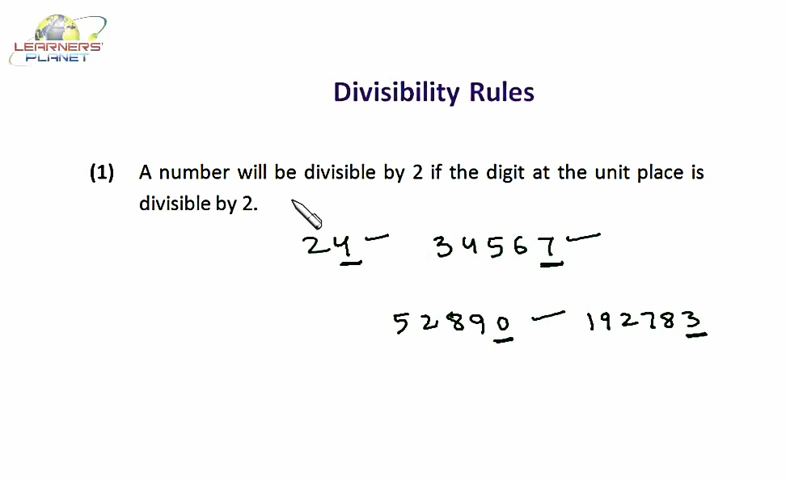 LEARNERS'
PLANET
Divisibility Rules
(1) A number will be divisible by 2 if the digit at the unit place is
divisible by 2.
24 — 34567 —
52890 — 192783